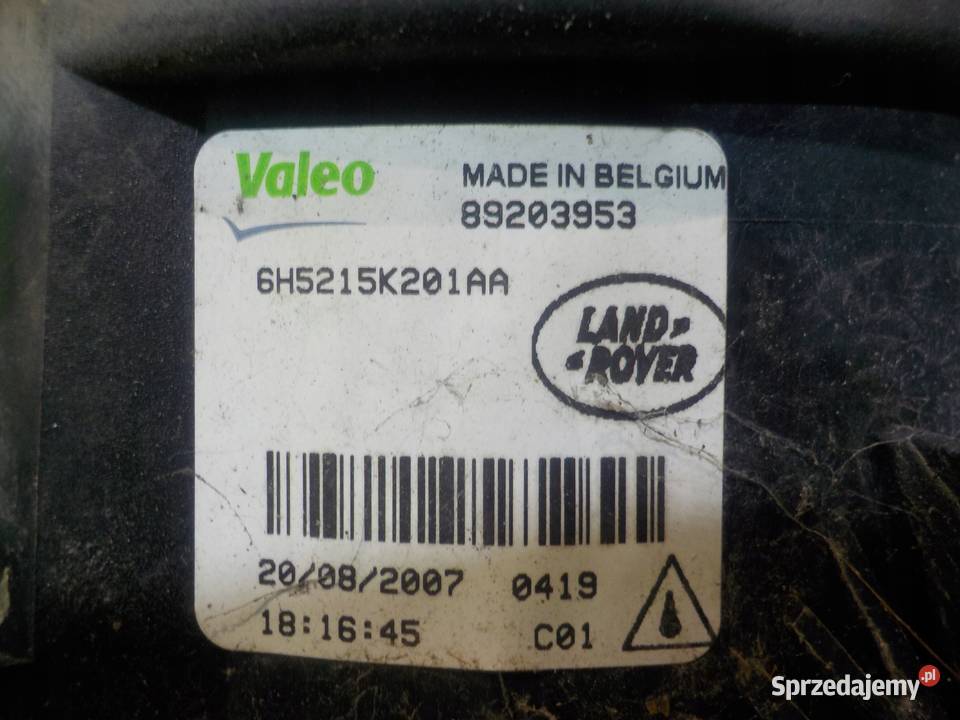 Valeo
MADE IN BELGIUM
89203953
6H5215K201AA
LAND
ROVER
20/08/2007 0419
18:16:45 C01
Sprzedajemy.pl